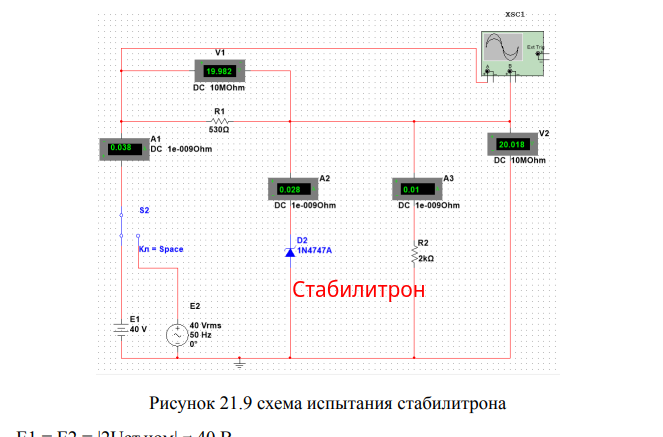 XSC1
Ext Trig
A
B
V1
19.982
DC 10MOhm
R1
530Ω
A1
0.038
DC 1e-009Ohm
V2
20.018
DC 10MOhm
A2
0.028
DC 1e-009Ohm
A3
0.01
DC 1e-009Ohm
S2
Кл = Space
D2
1N4747A
R2
2kΩ
Стабилитрон
E2
E1
40 V
40 Vrms
50 Hz
0°
Рисунок 21.9 схема испытания стабилитрона